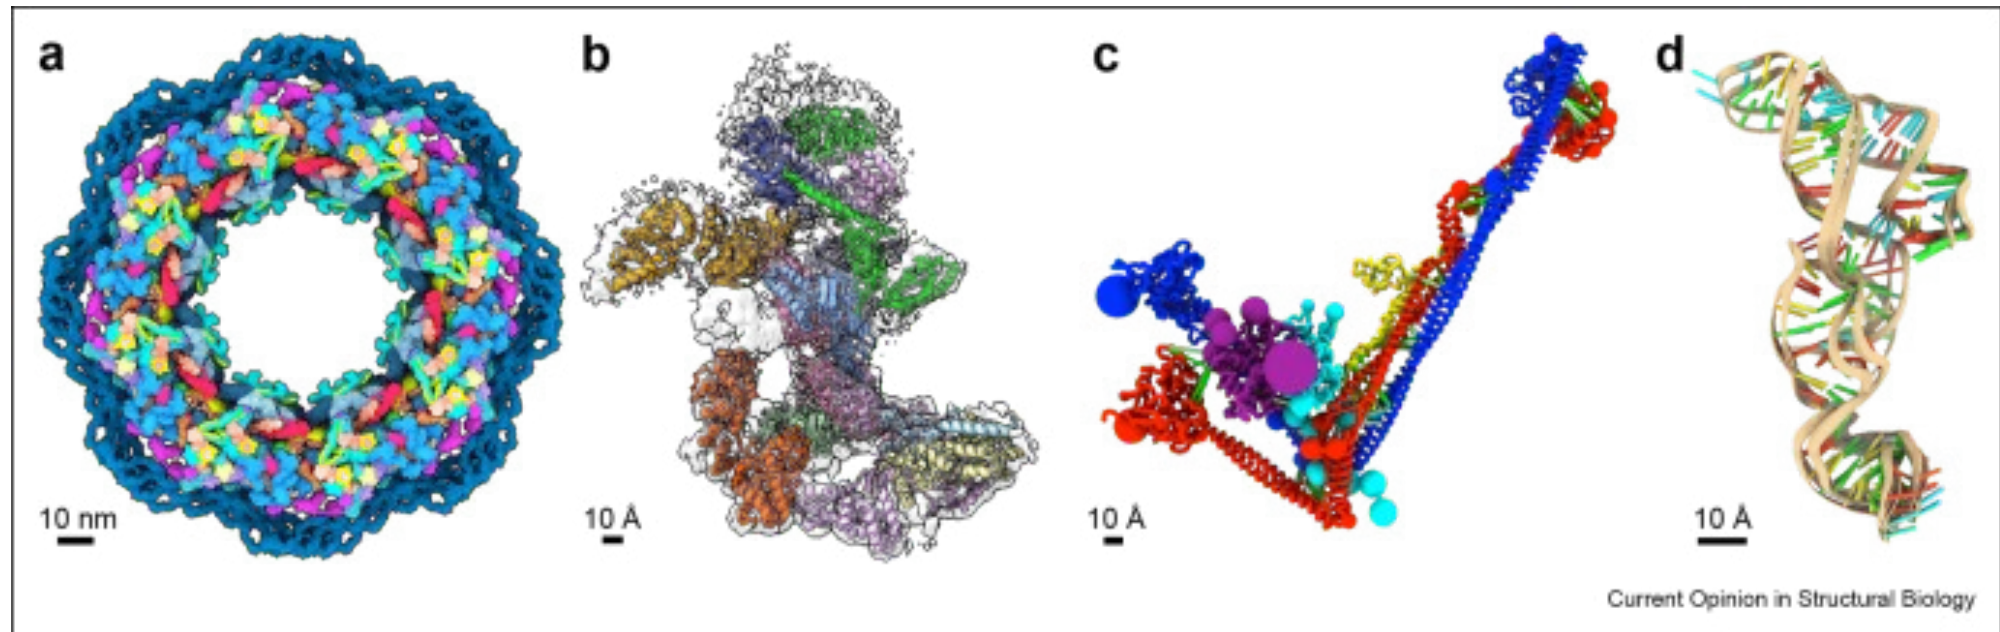 a
b
c
d
10 nm
10 Å
10 Å
10 Å
Current Opinion in Structural Biology